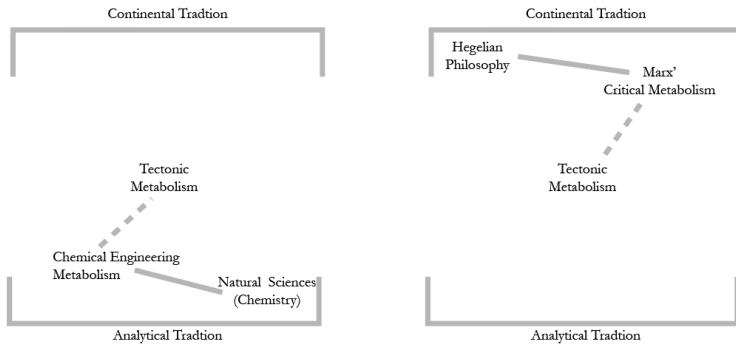 Continental Tradtion
Tectonic
Metabolism
Chemical Engineering
Metabolism
Natural Sciences
(Chemistry)
Analytical Tradtion
Continental Tradtion
Hegelian
Philosophy
Marx'
Critical Metabolism
Tectonic
Metabolism
Analytical Tradtion